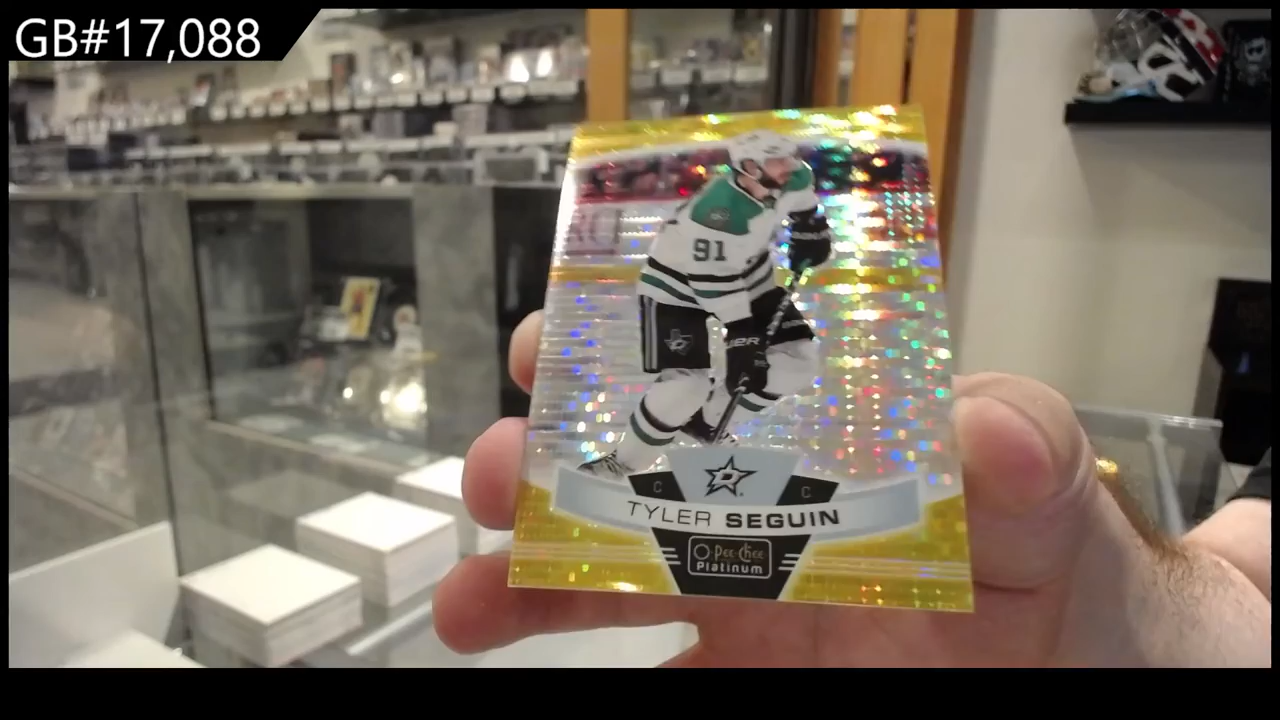 GB#17,088
91
C
C
TYLER SEGUIN
O-Pee-Chee
Platinum